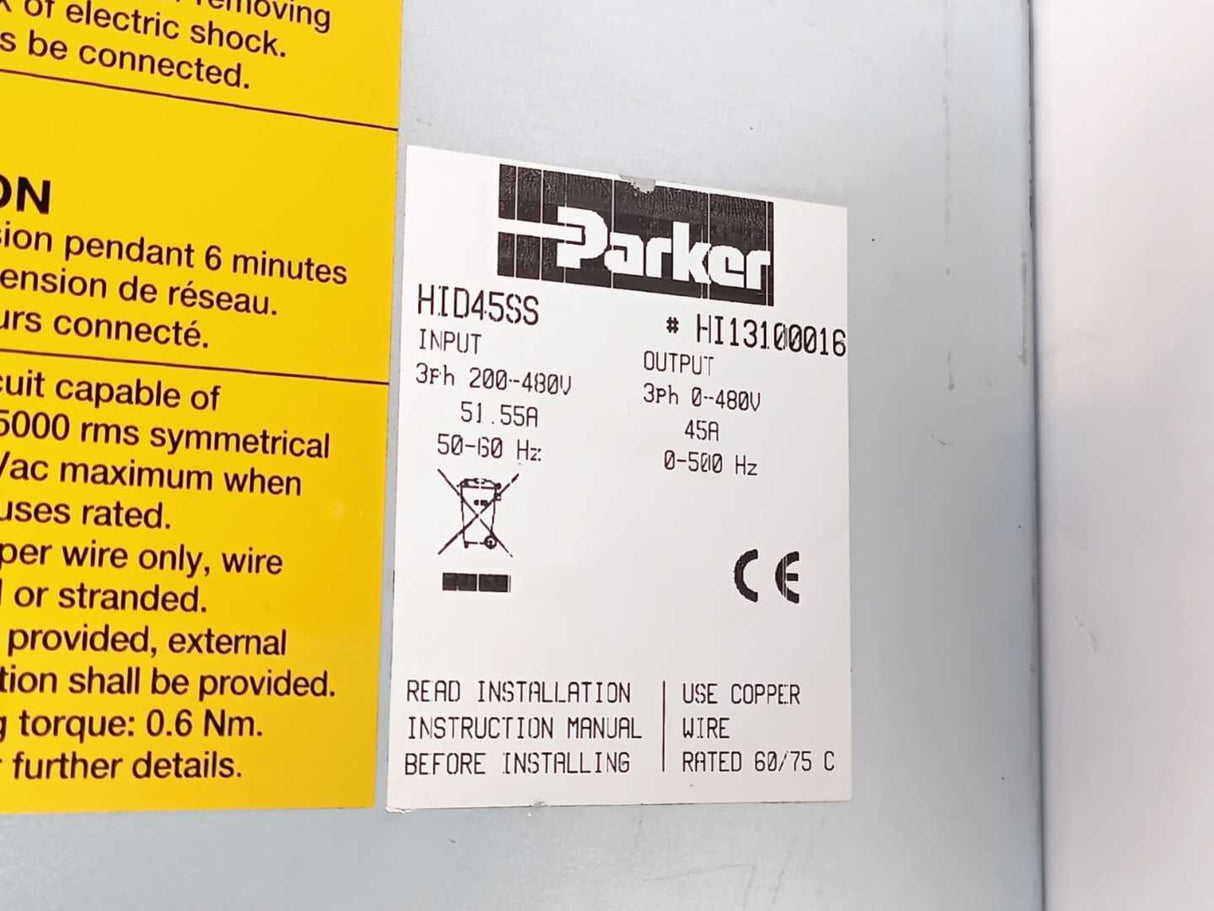 removing
of electric shock.
s be connected.
ON
sion pendant 6 minutes
ension de réseau.
urs connecté.
cuit capable of
5000 rms symmetrical
Vac maximum when
uses rated.
per wire only, wire
or stranded.
provided, external
tion shall be provided.
g torque: 0.6 Nm.
r further details.
Parker
HID45SS
# HI13100016
INPUT
3Ph 200-480V
51.55A
50-60 Hz
OUTPUT
3Ph 0-480V
45A
0-500 Hz
CE
READ INSTALLATION
INSTRUCTION MANUAL
BEFORE INSTALLING
USE COPPER
WIRE
RATED 60/75 C